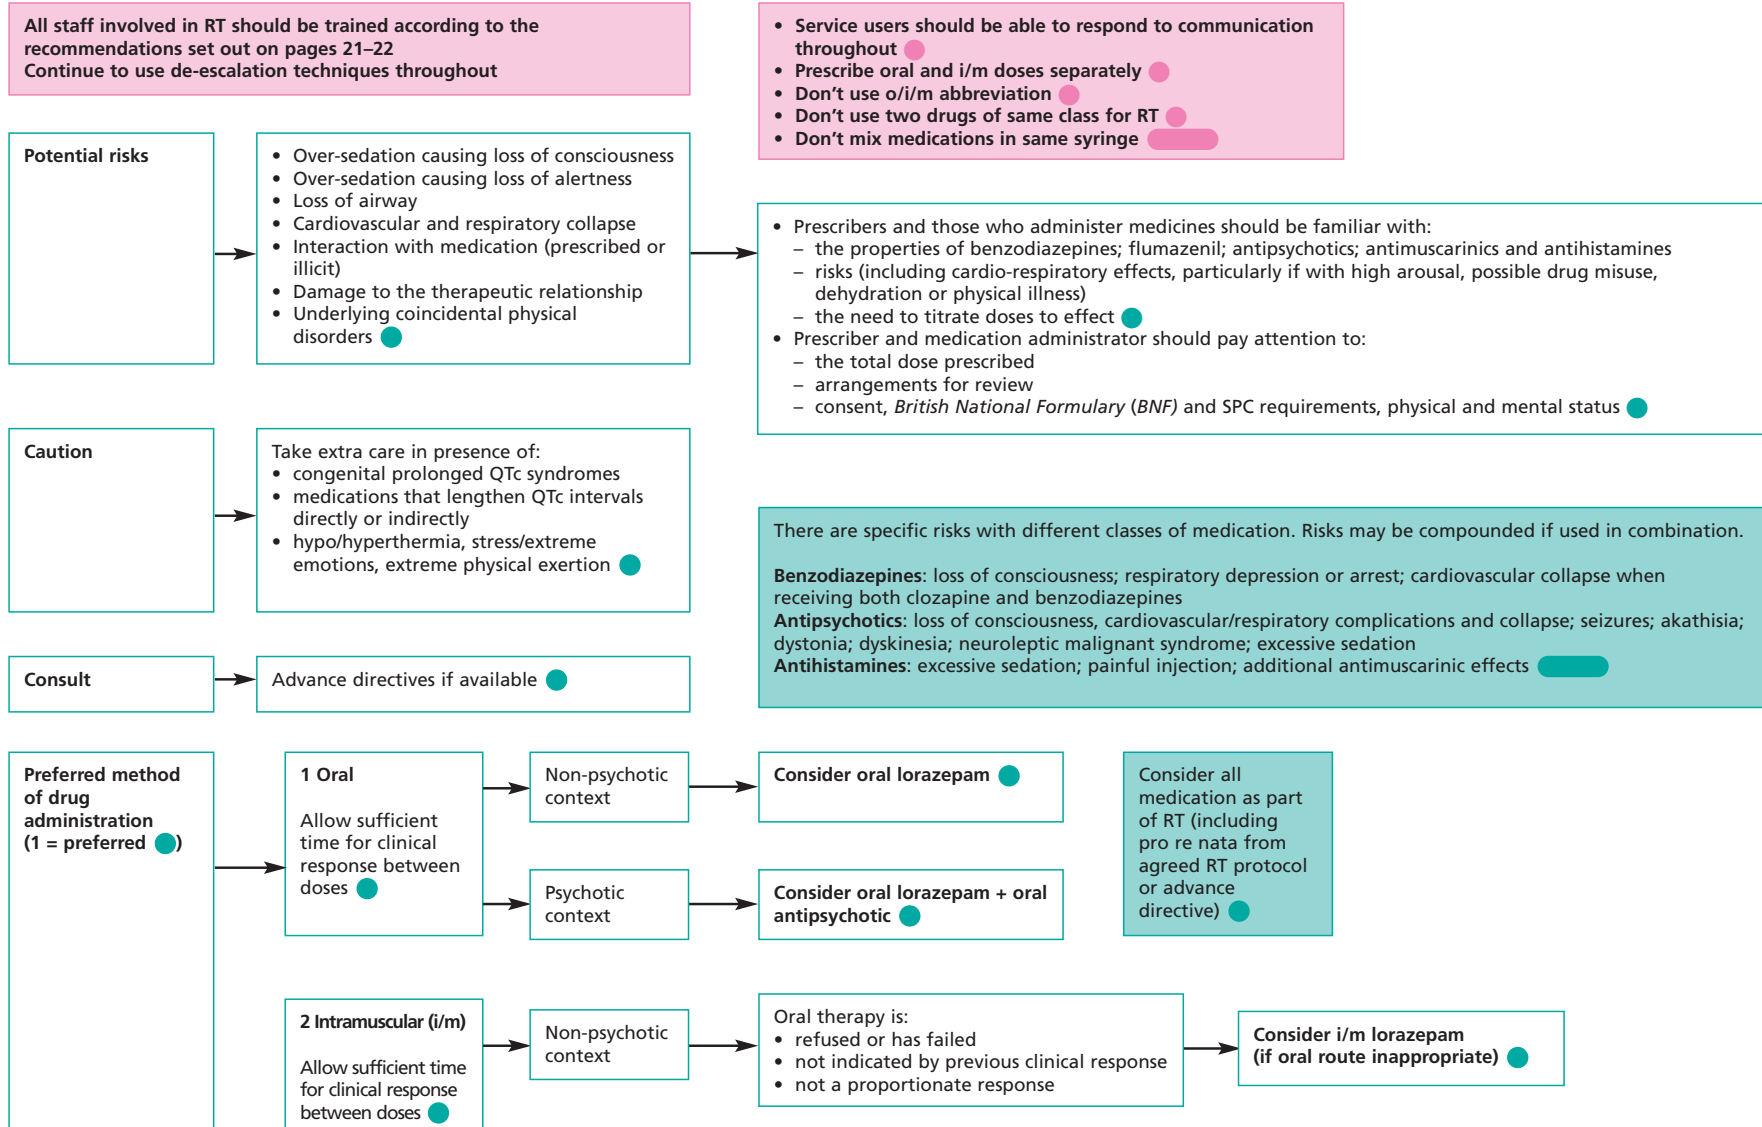 All staff involved in RT should be trained according to the
recommendations set out on pages 21–22
Continue to use de-escalation techniques throughout
• Service users should be able to respond to communication
throughout
• Prescribe oral and i/m doses separately
• Don't use o/i/m abbreviation
• Don't use two drugs of same class for RT
• Don't mix medications in same syringe
Potential risks
• Over-sedation causing loss of consciousness
• Over-sedation causing loss of alertness
• Loss of airway
• Cardiovascular and respiratory collapse
• Interaction with medication (prescribed or
illicit)
• Damage to the therapeutic relationship
• Underlying coincidental physical
disorders
• Prescribers and those who administer medicines should be familiar with:
– the properties of benzodiazepines; flumazenil; antipsychotics; antimuscarinics and antihistamines
– risks (including cardio-respiratory effects, particularly if with high arousal, possible drug misuse,
dehydration or physical illness)
– the need to titrate doses to effect
• Prescriber and medication administrator should pay attention to:
– the total dose prescribed
– arrangements for review
– consent, British National Formulary (BNF) and SPC requirements, physical and mental status
Caution
Take extra care in presence of:
• congenital prolonged QTc syndromes
• medications that lengthen QTc intervals
directly or indirectly
• hypo/hyperthermia, stress/extreme
emotions, extreme physical exertion
There are specific risks with different classes of medication. Risks may be compounded if used in combination.
Benzodiazepines: loss of consciousness; respiratory depression or arrest; cardiovascular collapse when
receiving both clozapine and benzodiazepines
Antipsychotics: loss of consciousness, cardiovascular/respiratory complications and collapse; seizures; akathisia;
dystonia; dyskinesia; neuroleptic malignant syndrome; excessive sedation
Antihistamines: excessive sedation; painful injection; additional antimuscarinic effects
Consult
Advance directives if available
Preferred method
of drug
administration
(1 = preferred )
1 Oral
Allow sufficient
time for clinical
response between
doses
Non-psychotic
context
Consider oral lorazepam
Psychotic
context
Consider oral lorazepam + oral
antipsychotic
Consider all
medication as part
of RT (including
pro re nata from
agreed RT protocol
or advance
directive)
2 Intramuscular (i/m)
Allow sufficient time
for clinical response
between doses
Non-psychotic
context
Oral therapy is:
• refused or has failed
• not indicated by previous clinical response
• not a proportionate response
Consider i/m lorazepam
(if oral route inappropriate)